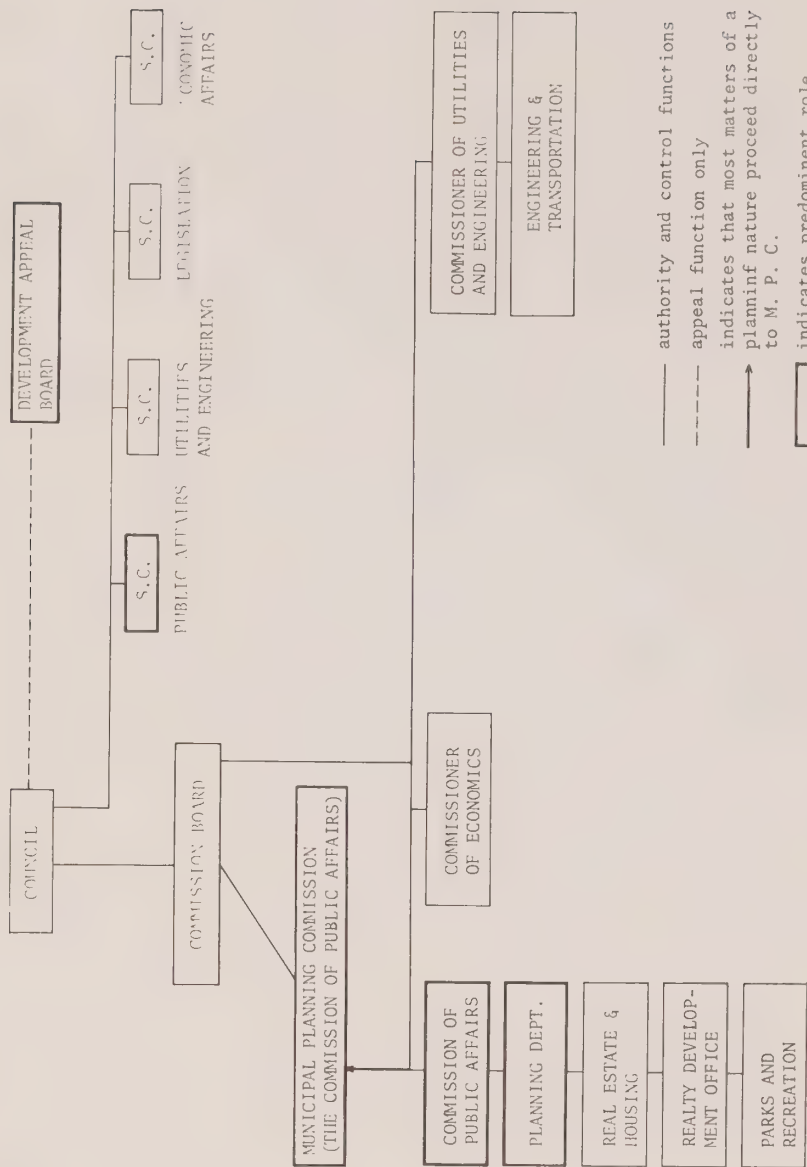 COUNCIL
DEVELOPMENT APPEAL
BOARD
S.C.
PUBLIC AFFAIRS
S.C.
UTILITIES
AND ENGINEERING
S.C.
LEGISLATION
S.C.
CONOMIC
AFFAIRS
COMMISSION BOARD
MUNICIPAL PLANNING COMMISSION
(THE COMMISSION OF PUBLIC AFFAIRS)
COMMISSION OF
PUBLIC AFFAIRS
PLANNING DEPT.
REAL ESTATE &
HOUSING
REALTY DEVELOP-
MENT OFFICE
PARKS AND
RECREATION
COMMISSIONER
OF ECONOMICS
COMMISSIONER OF UTILITIES
AND ENGINEERING
ENGINEERING &
TRANSPORTATION
authority and control functions
appeal function only
indicates that most matters of a
planninf nature proceed directly
to M. P. C.
indicates predominent role